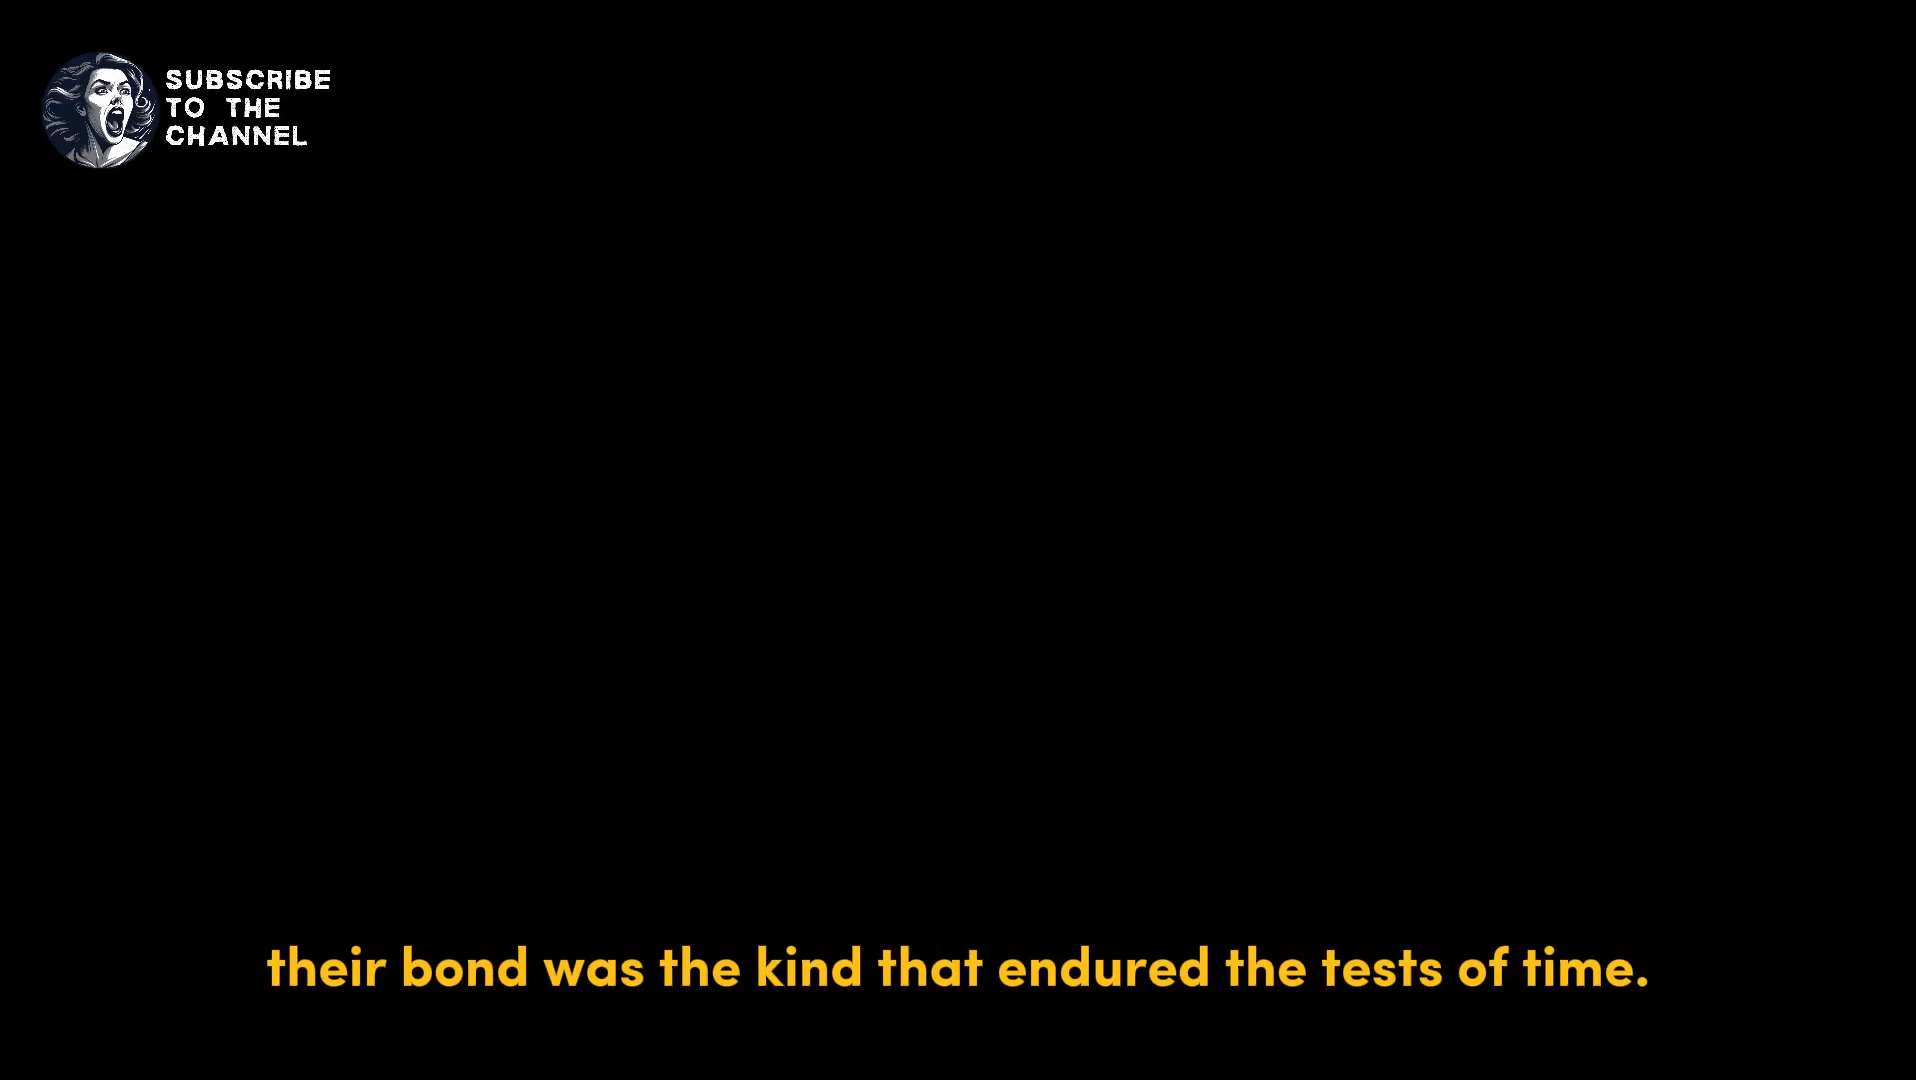 SUBSCRIBE
TO THE
CHANNEL
their bond was the kind that endured the tests of time.